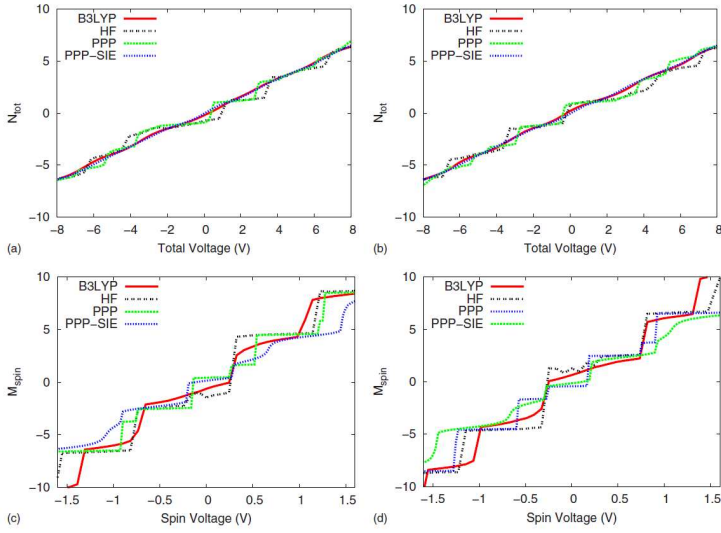 10
B3LYP
HF
PPP
PPP-SIE
5
0
-5
-10
N_tot
-8 -6 -4 -2 0 2 4 6 8
(a) Total Voltage (V)
10
B3LYP
HF
PPP
PPP-SIE
5
0
-5
-10
N_tot
-8 -6 -4 -2 0 2 4 6 8
(b) Total Voltage (V)
10
B3LYP
HF
PPP
PPP-SIE
5
0
-5
-10
M_spin
-1.5 -1 -0.5 0 0.5 1 1.5
(c) Spin Voltage (V)
10
B3LYP
HF
PPP
PPP-SIE
5
0
-5
-10
M_spin
-1.5 -1 -0.5 0 0.5 1 1.5
(d) Spin Voltage (V)